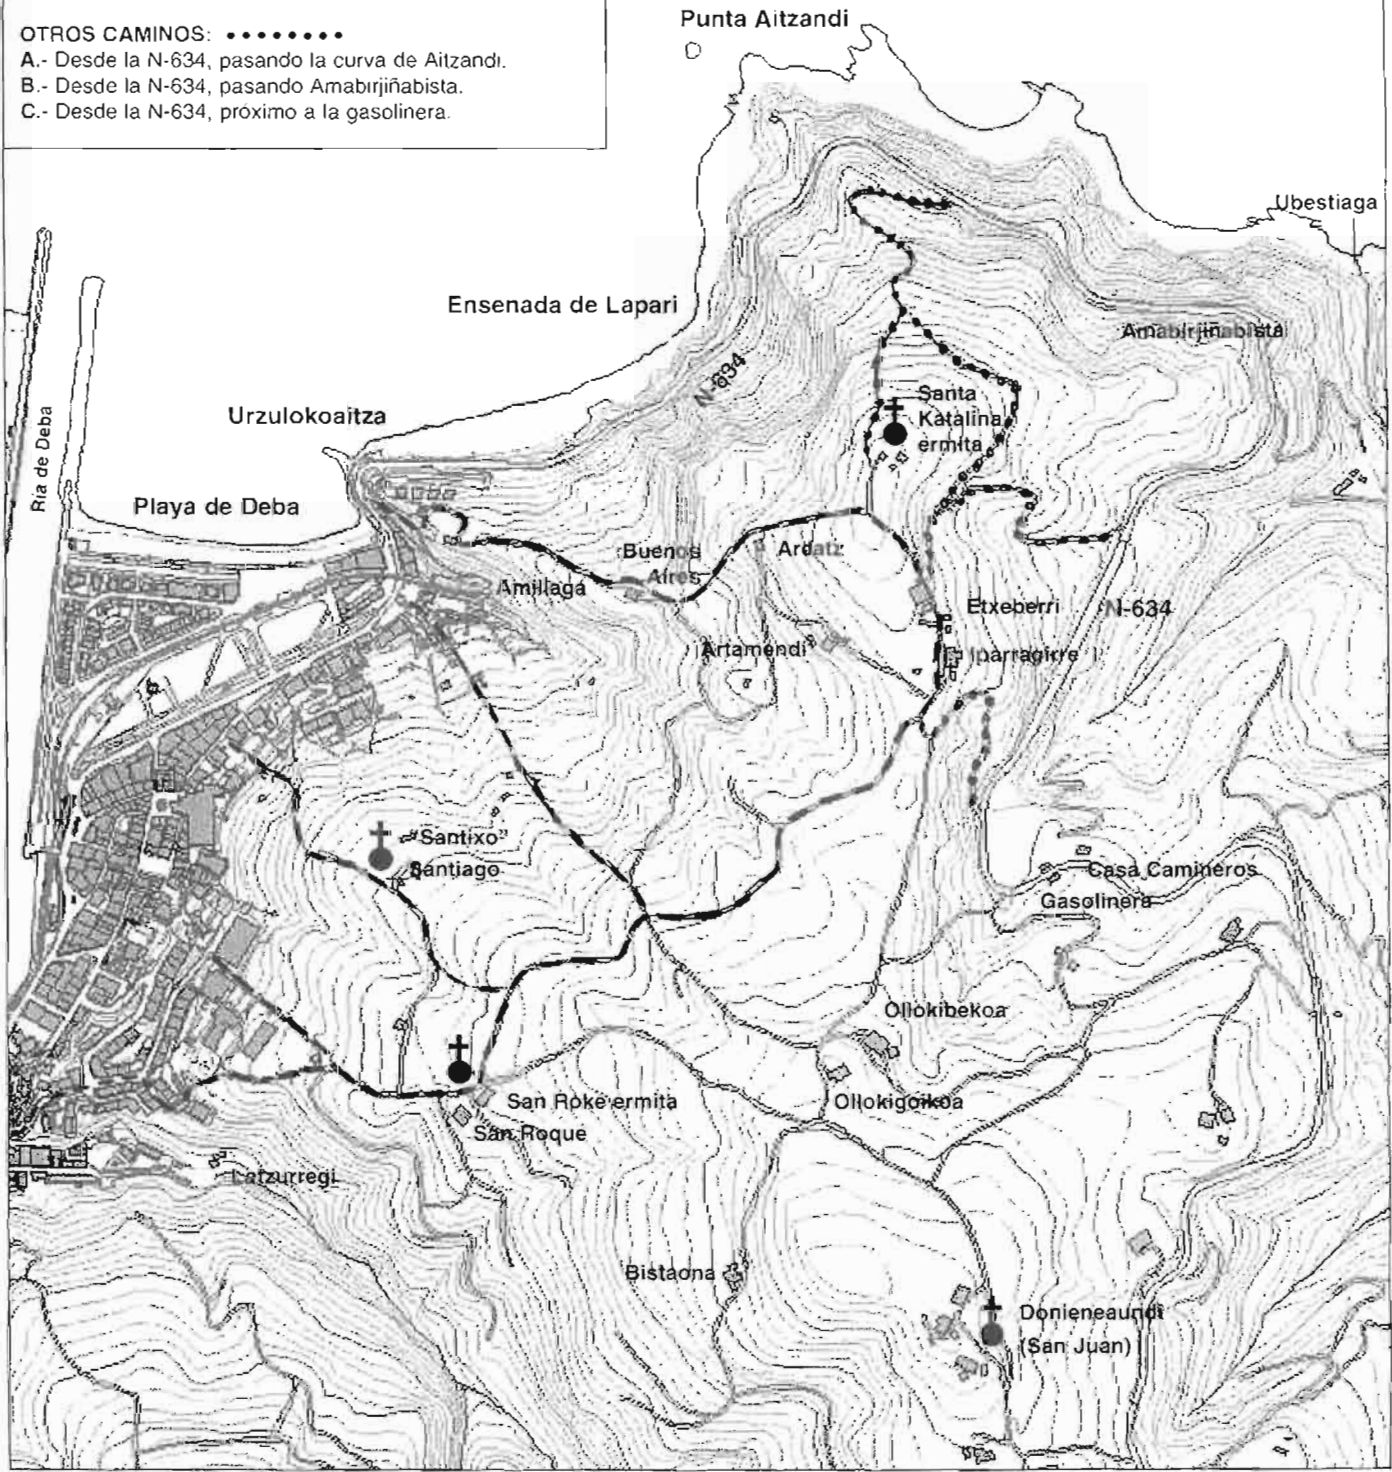 OTROS CAMINOS: ••••••••
A.- Desde la N-634, pasando la curva de Aitzandi.
B.- Desde la N-634, pasando Amabirjiñabista.
C.- Desde la N-634, próximo a la gasolinera.
Punta Aitzandi
Ubestiaga
Ensenada de Lapari
Amabirjiñabista
N-634
Santa
Katalina
ermita
Urzulokoaitza
Ría de Deba
Playa de Deba
Buenos
Aires
Ardatz
Amillaga
Etxeberri
N-634
Artamendi
Iparragirre
"Santixo"
Santiago
Casa Camineros
Gasolinera
Ollokibekoa
San Roke ermita
Ollokigoikoa
San Roque
Latzurregi
Bistaona
Donieneaundi
(San Juan)